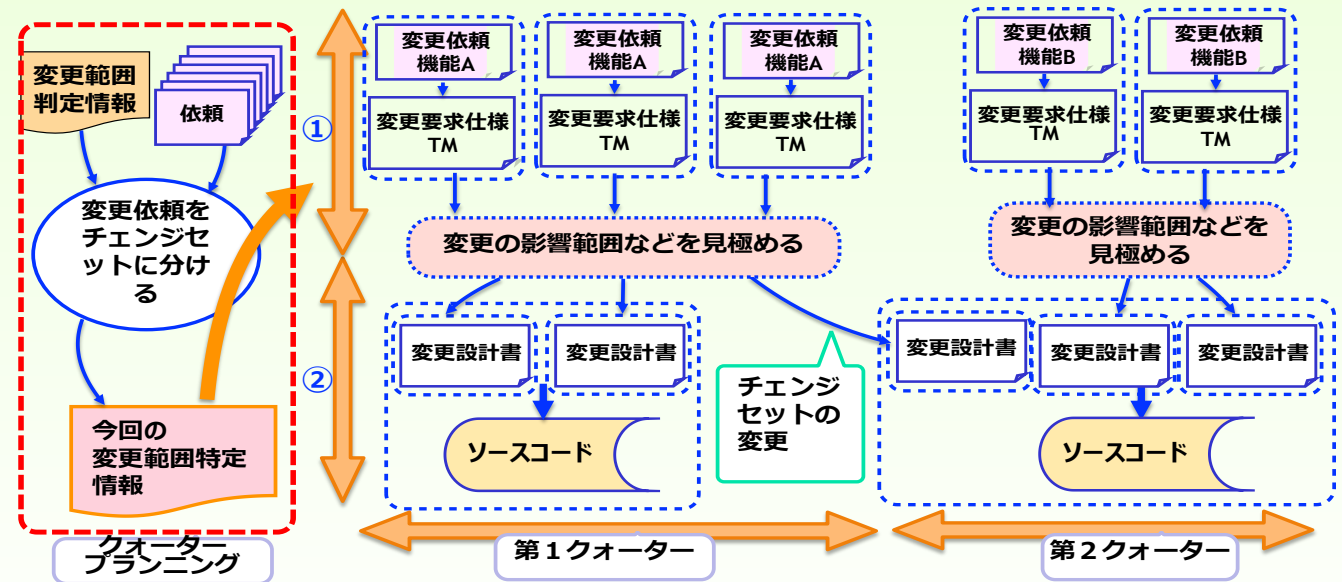 変更範囲
判定情報
依頼
変更依頼を
チェンジセ
ットに分け
る
今回の
変更範囲特定
情報
クォーター
プランニング
①
②
変更依頼
機能A
変更要求仕様
TM
変更依頼
機能A
変更要求仕様
TM
変更依頼
機能A
変更要求仕様
TM
変更の影響範囲などを見極める
変更設計書
変更設計書
ソースコード
チェンジ
セットの
変更
第１クォーター
変更依頼
機能B
変更要求仕様
TM
変更依頼
機能B
変更要求仕様
TM
変更の影響範囲などを
見極める
変更設計書
変更設計書
変更設計書
ソースコード
第２クォーター